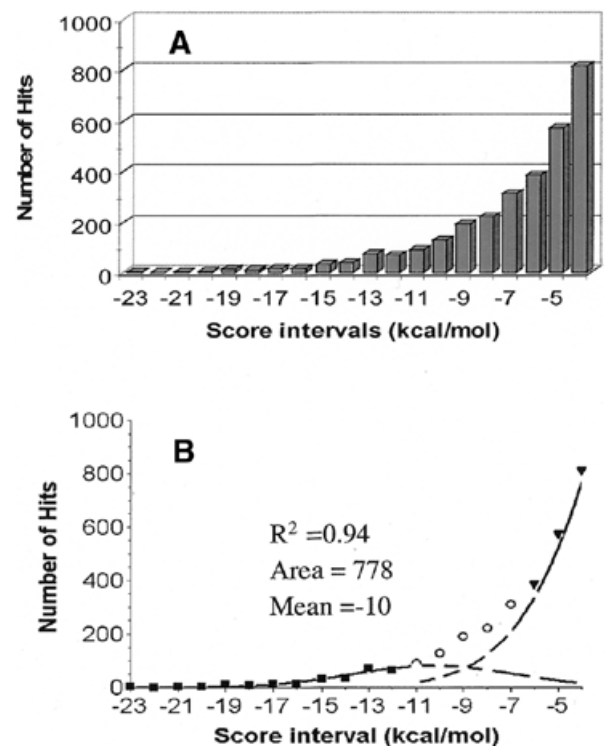 A
1000
800
600
400
200
0
Number of Hits
-23 -21 -19 -17 -15 -13 -11 -9 -7 -5
Score intervals (kcal/mol)
B
1000
800
600
400
200
0
Number of Hits
R² =0.94
Area = 778
Mean =-10
-23 -21 -19 -17 -15 -13 -11 -9 -7 -5
Score interval (kcal/mol)